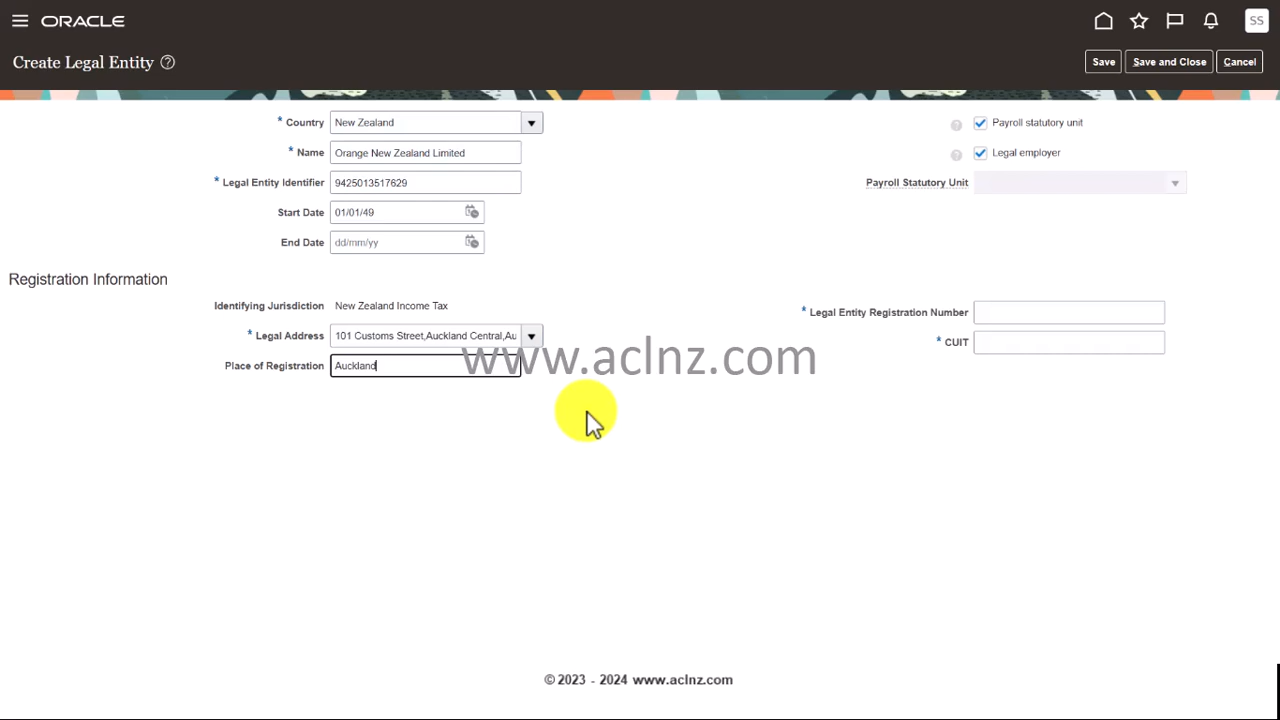 ORACLE
SS
Create Legal Entity ?
Save Save and Close Cancel
* Country New Zealand
? Payroll statutory unit
* Name Orange New Zealand Limited
? Legal employer
* Legal Entity Identifier 9425013517629
Payroll Statutory Unit
Start Date 01/01/49
End Date dd/mm/yy
Registration Information
Identifying Jurisdiction New Zealand Income Tax
* Legal Entity Registration Number
* Legal Address 101 Customs Street,Auckland Central,Au
* CUIT
Place of Registration Auckland
www.aclnz.com
© 2023 - 2024 www.aclnz.com